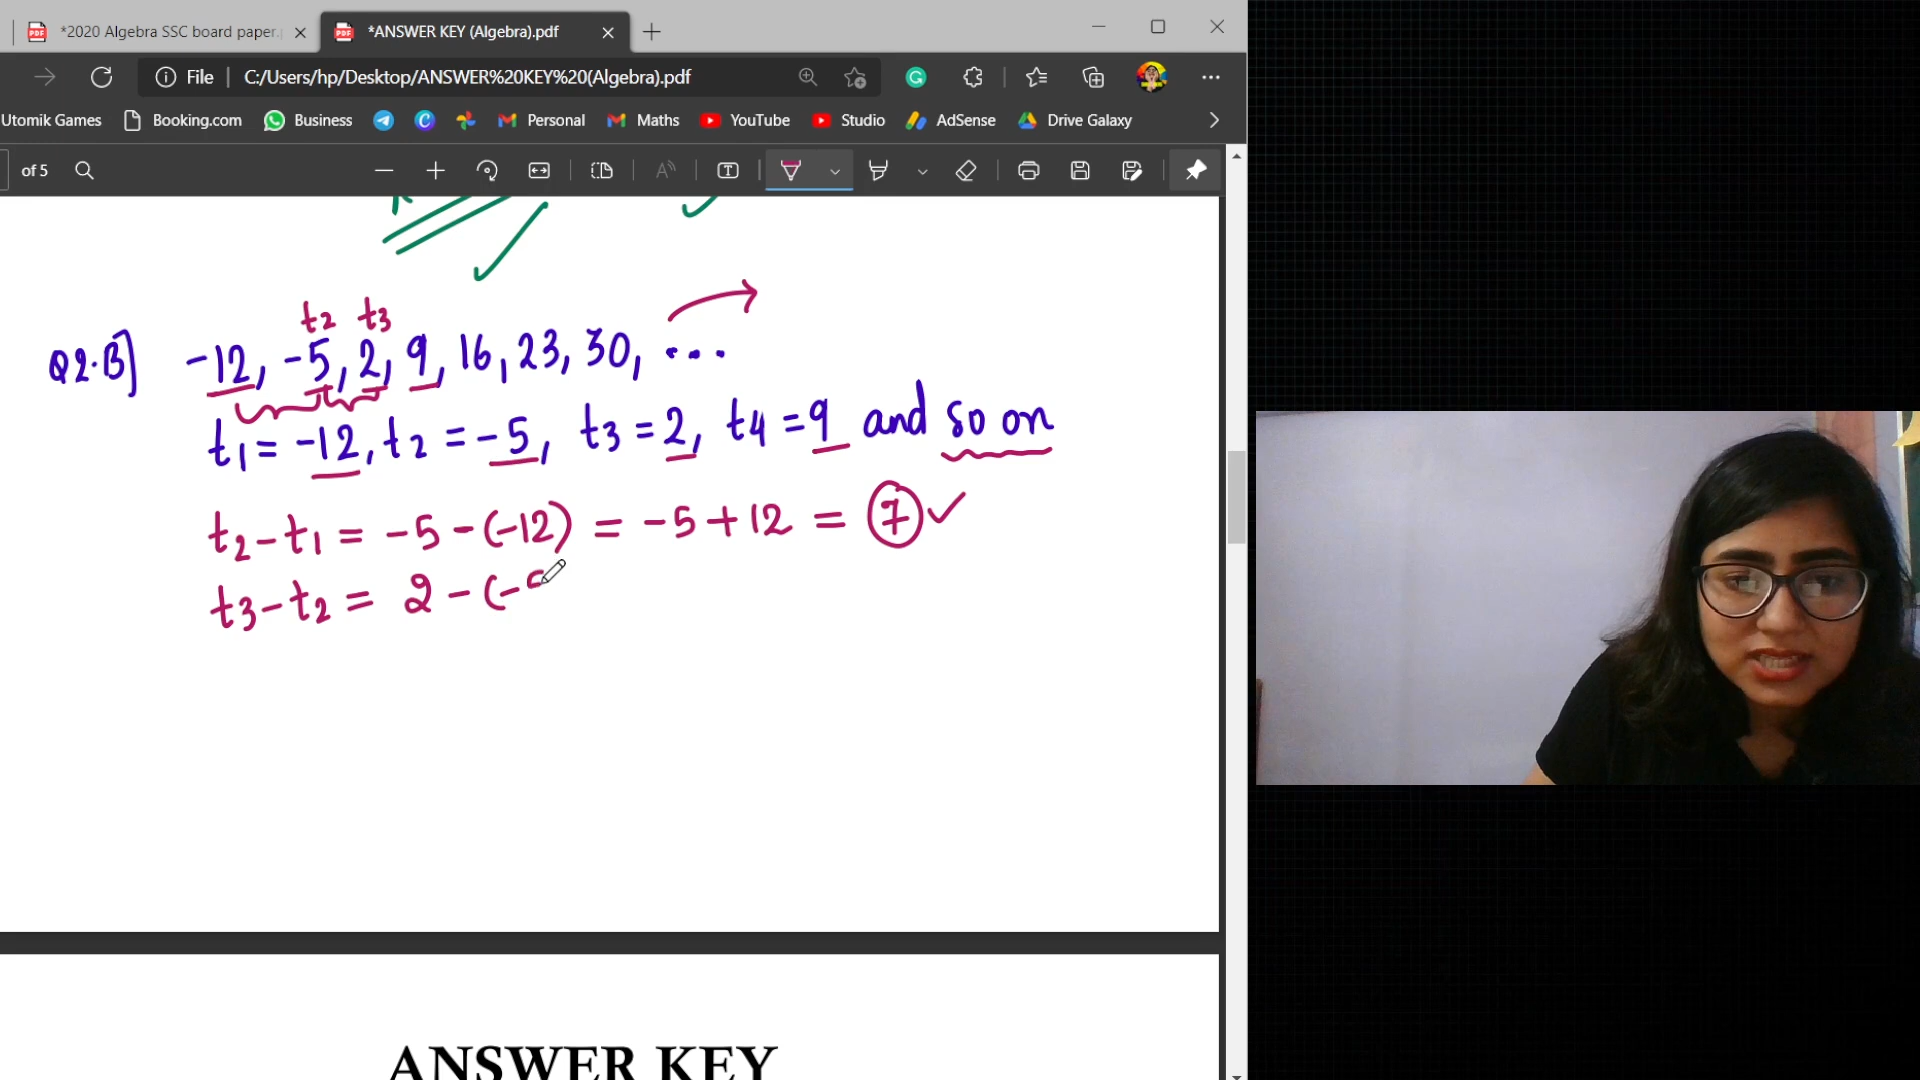 *2020 Algebra SSC board paper.
*ANSWER KEY (Algebra).pdf
File
C:/Users/hp/Desktop/ANSWER%20KEY%20(Algebra).pdf
Utomik Games
Booking.com
Business
Personal
Maths
YouTube
Studio
AdSense
Drive Galaxy
of 5
t2 t3
Q2.B] -12, -5, 2, 9, 16, 23, 30, ...
t1 = -12, t2 = -5, t3 = 2, t4 = 9 and so on
t2 - t1 = -5 - (-12) = -5 + 12 = 7 ✓
t3 - t2 = 2 - (-
ANSWER KEY